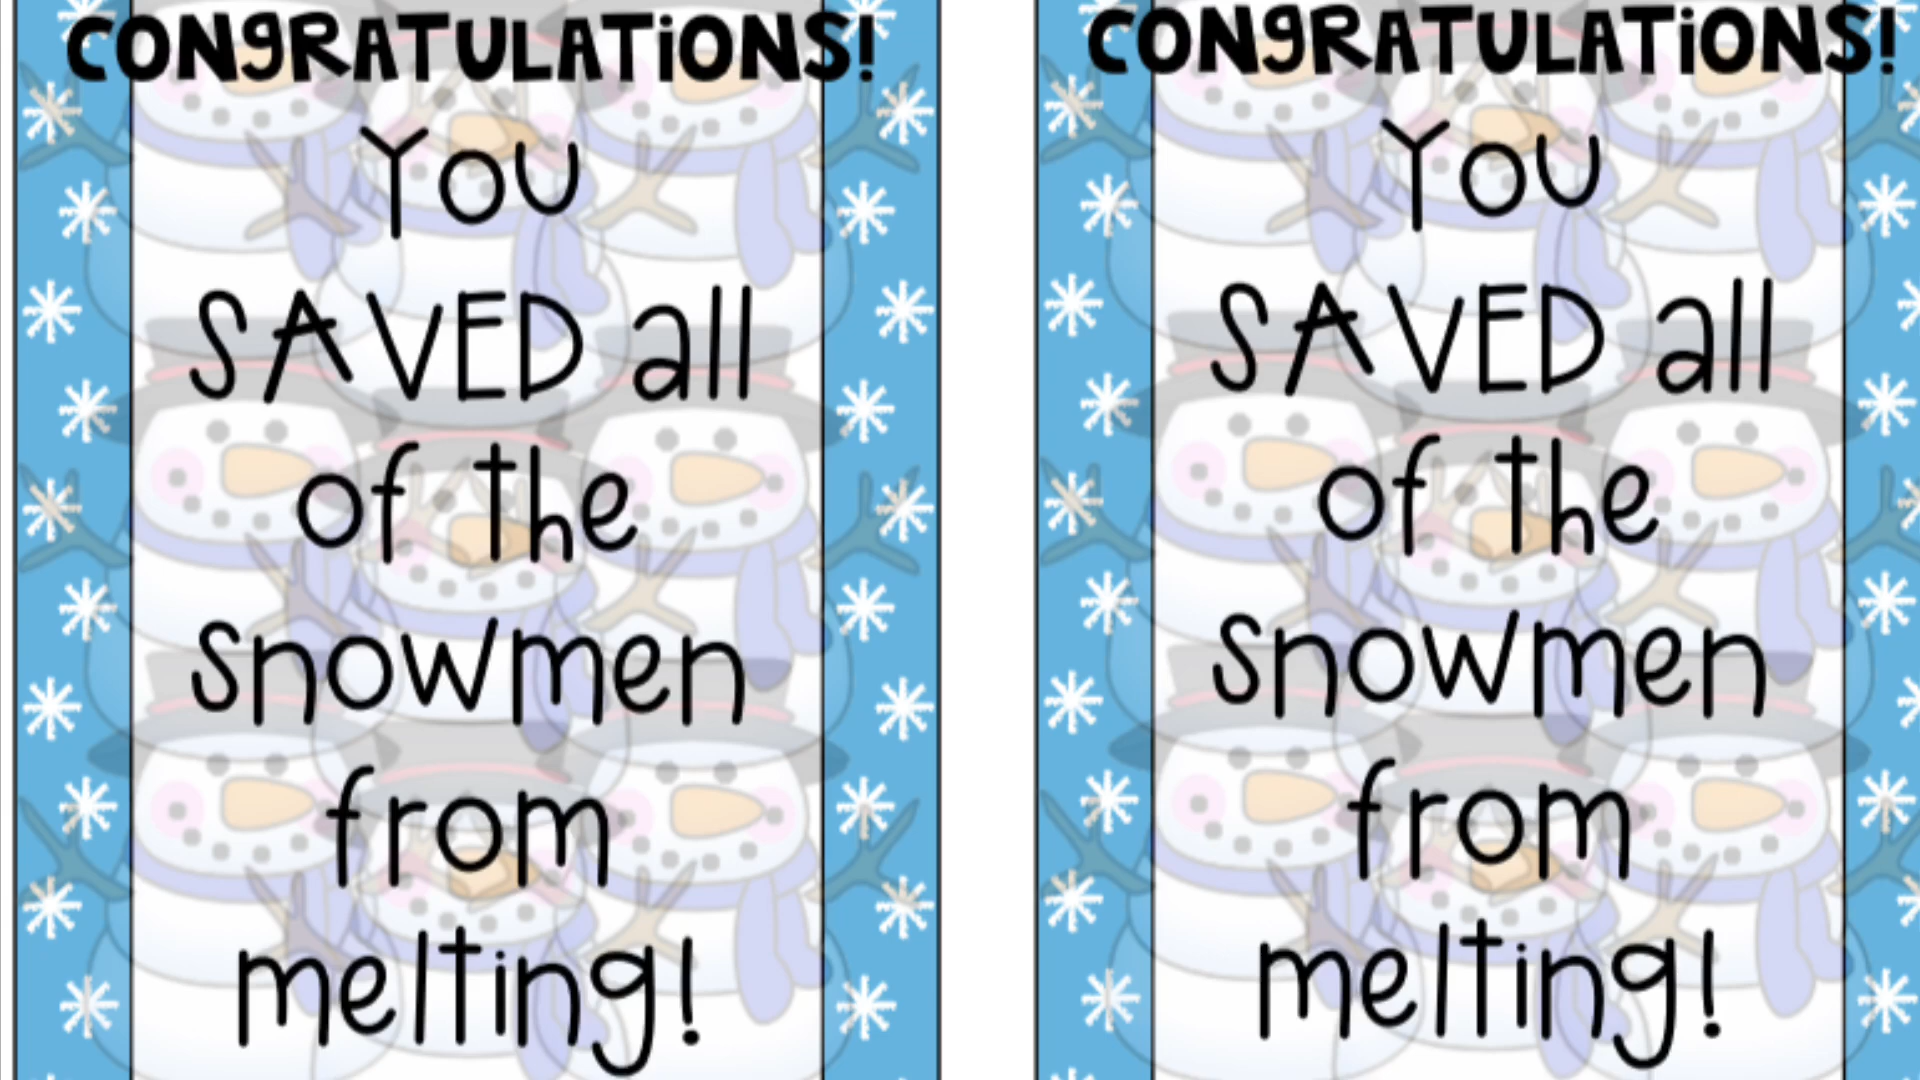 CONgRATULATiONS!
YoU
SAVED all
of the
snowmen
from
melting!
CONgRATULATiONS!
YoU
SAVED all
of the
snowmen
from
melting!